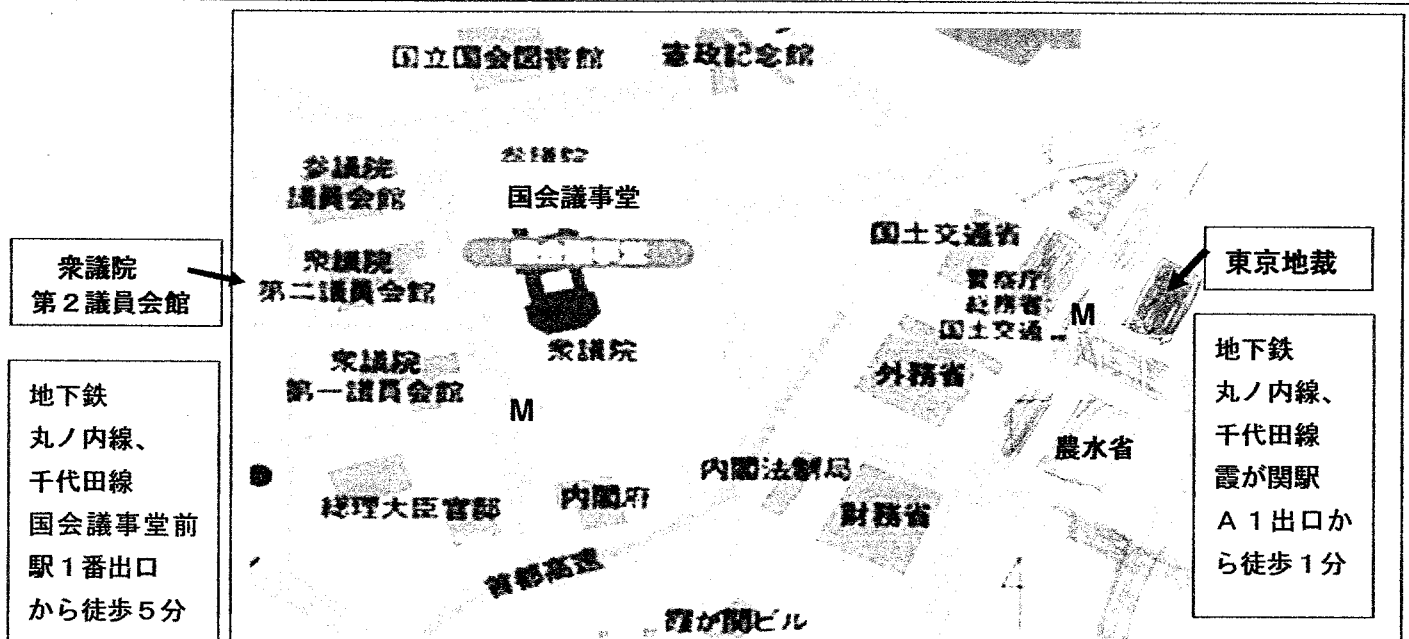 国立国会図書館
憲政記念館
参議院
議員会館
参議院
国会議事堂
衆議院
第２議員会館
衆議院
第二議員会館
国土交通省
警察庁
総務省
国土交通...
M
東京地裁
衆議院
衆議院
第一議員会館
M
外務省
農水省
内閣法制局
総理大臣官邸
内閣府
財務省
首都高速
霞が関ビル
地下鉄
丸ノ内線、
千代田線
国会議事堂前
駅１番出口
から徒歩５分
地下鉄
丸ノ内線、
千代田線
霞が関駅
Ａ１出口か
ら徒歩１分